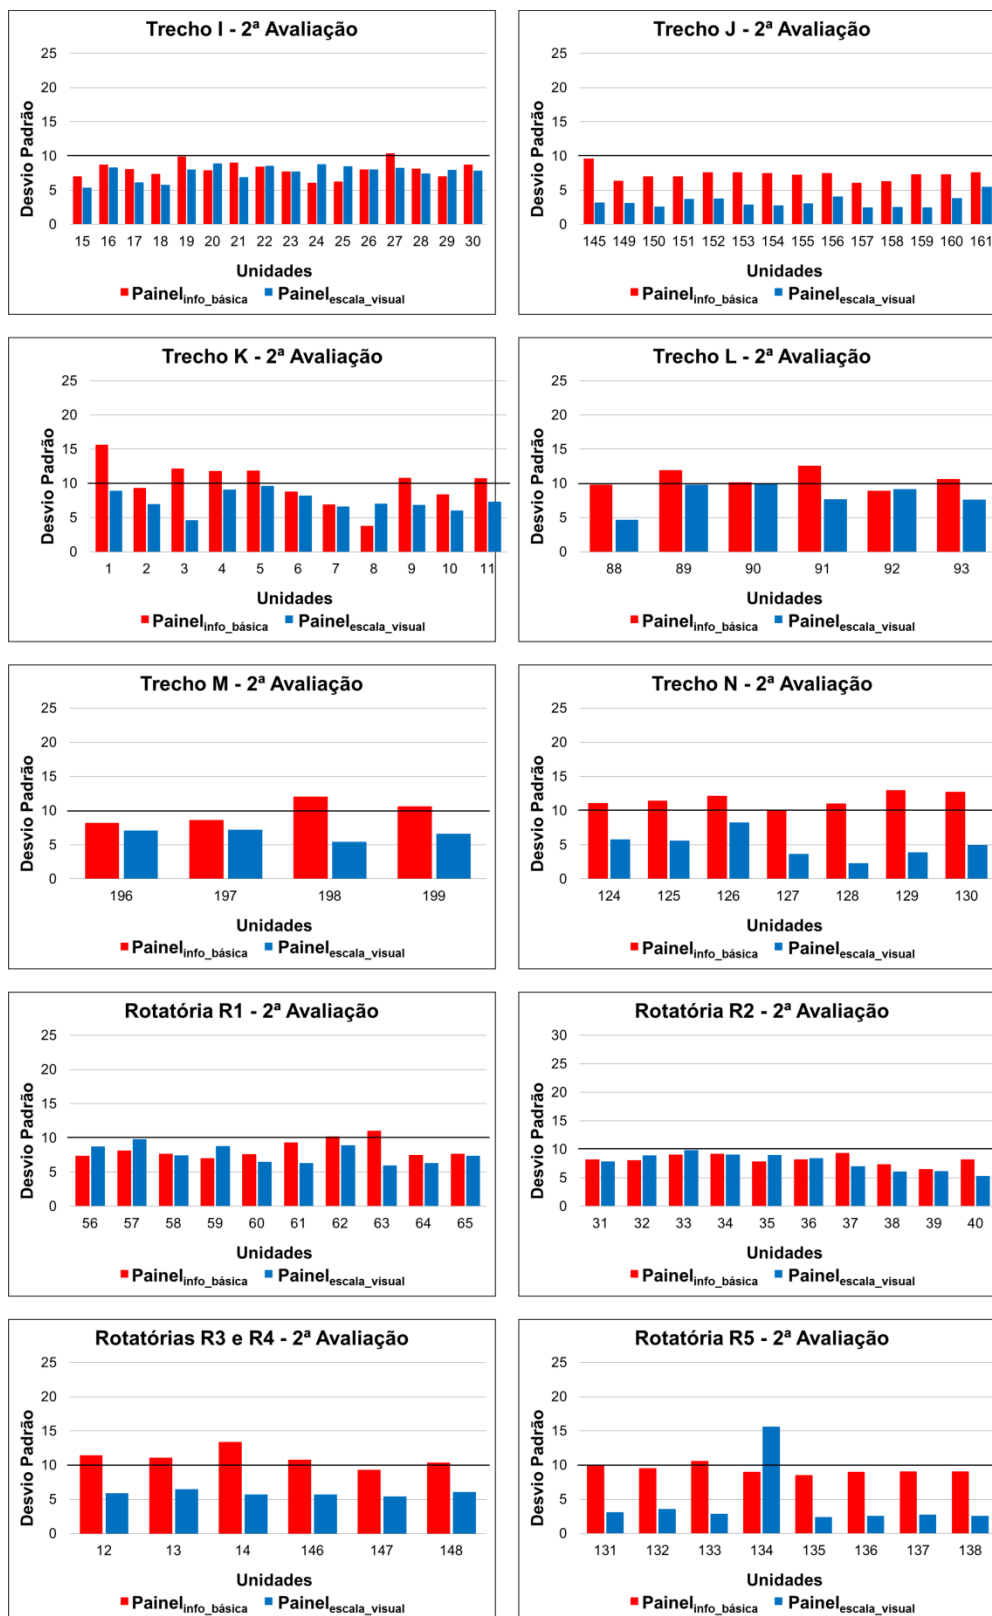 Trecho I - 2ª Avaliação
25
20
15
10
5
0
Desvio Padrão
15 16 17 18 19 20 21 22 23 24 25 26 27 28 29 30
Unidades
Painelinfo_básica Painelescala_visual
Trecho J - 2ª Avaliação
25
20
15
10
5
0
Desvio Padrão
145 149 150 151 152 153 154 155 156 157 158 159 160 161
Unidades
Painelinfo_básica Painelescala_visual
Trecho K - 2ª Avaliação
25
20
15
10
5
0
Desvio Padrão
1 2 3 4 5 6 7 8 9 10 11
Unidades
Painelinfo_básica Painelescala_visual
Trecho L - 2ª Avaliação
25
20
15
10
5
0
Desvio Padrão
88 89 90 91 92 93
Unidades
Painelinfo_básica Painelescala_visual
Trecho M - 2ª Avaliação
25
20
15
10
5
0
Desvio Padrão
196 197 198 199
Unidades
Painelinfo_básica Painelescala_visual
Trecho N - 2ª Avaliação
25
20
15
10
5
0
Desvio Padrão
124 125 126 127 128 129 130
Unidades
Painelinfo_básica Painelescala_visual
Rotatória R1 - 2ª Avaliação
25
20
15
10
5
0
Desvio Padrão
56 57 58 59 60 61 62 63 64 65
Unidades
Painelinfo_básica Painelescala_visual
Rotatória R2 - 2ª Avaliação
30
25
20
15
10
5
0
Desvio Padrão
31 32 33 34 35 36 37 38 39 40
Unidades
Painelinfo_básica Painelescala_visual
Rotatórias R3 e R4 - 2ª Avaliação
25
20
15
10
5
0
Desvio Padrão
12 13 14 146 147 148
Unidades
Painelinfo_básica Painelescala_visual
Rotatória R5 - 2ª Avaliação
25
20
15
10
5
0
Desvio Padrão
131 132 133 134 135 136 137 138
Unidades
Painelinfo_básica Painelescala_visual